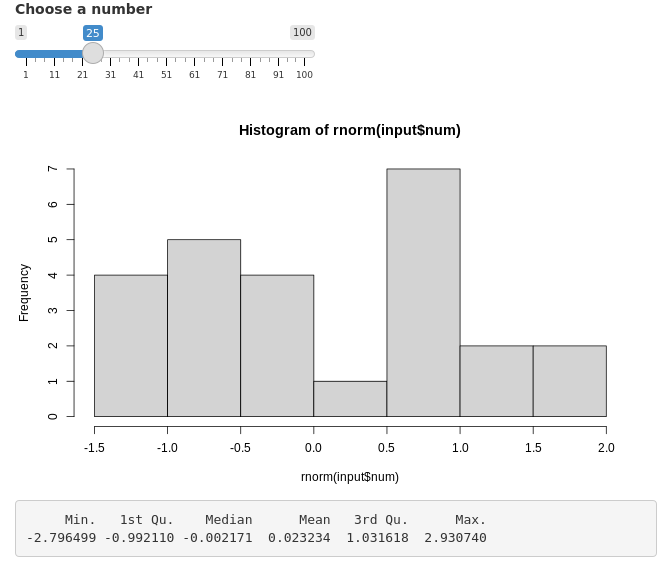 Choose a number
1 25 100
1 11 21 31 41 51 61 71 81 91 100
Histogram of rnorm(input$num)
Frequency
7
6
5
4
3
2
1
0
-1.5 -1.0 -0.5 0.0 0.5 1.0 1.5 2.0
rnorm(input$num)
Min. 1st Qu. Median Mean 3rd Qu. Max.
-2.796499 -0.992110 -0.002171 0.023234 1.031618 2.930740